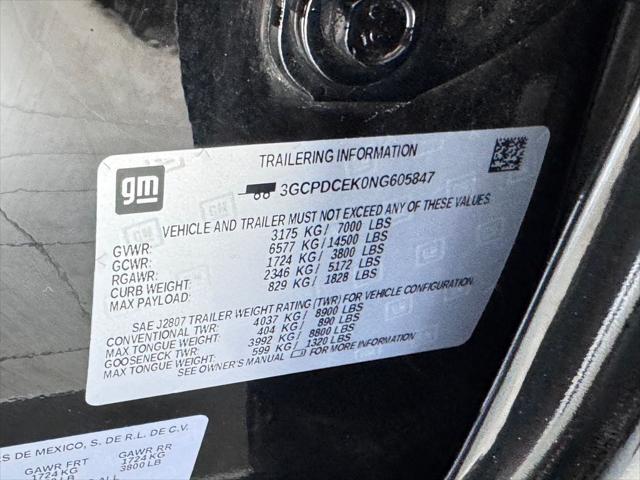 gm
TRAILERING INFORMATION
3GCPDCEK0NG605847
VEHICLE AND TRAILER MUST NOT EXCEED ANY OF THESE VALUES
GVWR: 3175 KG/ 7000 LBS
GCWR: 6577 KG/14500 LBS
RGAWR: 1724 KG/ 3800 LBS
CURB WEIGHT: 2346 KG/ 5172 LBS
MAX PAYLOAD: 829 KG/ 1828 LBS
SAE J2807 TRAILER WEIGHT RATING (TWR) FOR VEHICLE CONFIGURATION.
CONVENTIONAL TWR: 4037 KG/ 8900 LBS
MAX TONGUE WEIGHT: 404 KG/ 890 LBS
GOOSENECK TWR: 3992 KG/ 8800 LBS
MAX TONGUE WEIGHT: 599 KG/ 1320 LBS
SEE OWNER'S MANUAL FOR MORE INFORMATION
DE MEXICO, S. DE R.L. DE C.V.
GAWR FRT GAWR RR
1724 KG 1724 KG
3800 LB